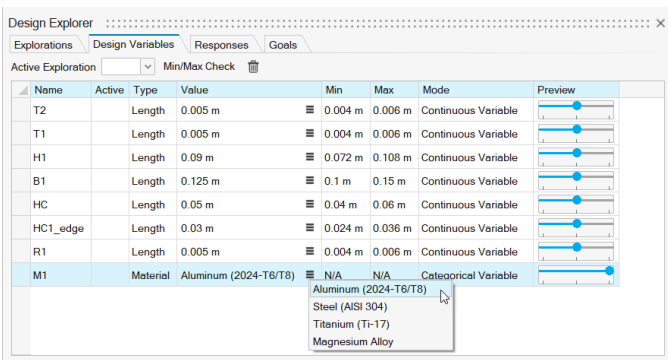 Design Explorer
Explorations Design Variables Responses Goals
Active Exploration Min/Max Check
Name Active Type Value Min Max Mode Preview
T2 Length 0.005 m 0.004 m 0.006 m Continuous Variable
T1 Length 0.005 m 0.004 m 0.006 m Continuous Variable
H1 Length 0.09 m 0.072 m 0.108 m Continuous Variable
B1 Length 0.125 m 0.1 m 0.15 m Continuous Variable
HC Length 0.05 m 0.04 m 0.06 m Continuous Variable
HC1_edge Length 0.03 m 0.024 m 0.036 m Continuous Variable
R1 Length 0.005 m 0.004 m 0.006 m Continuous Variable
M1 Material Aluminum (2024-T6/T8) N/A N/A Categorical Variable
Aluminum (2024-T6/T8)
Steel (AISI 304)
Titanium (Ti-17)
Magnesium Alloy